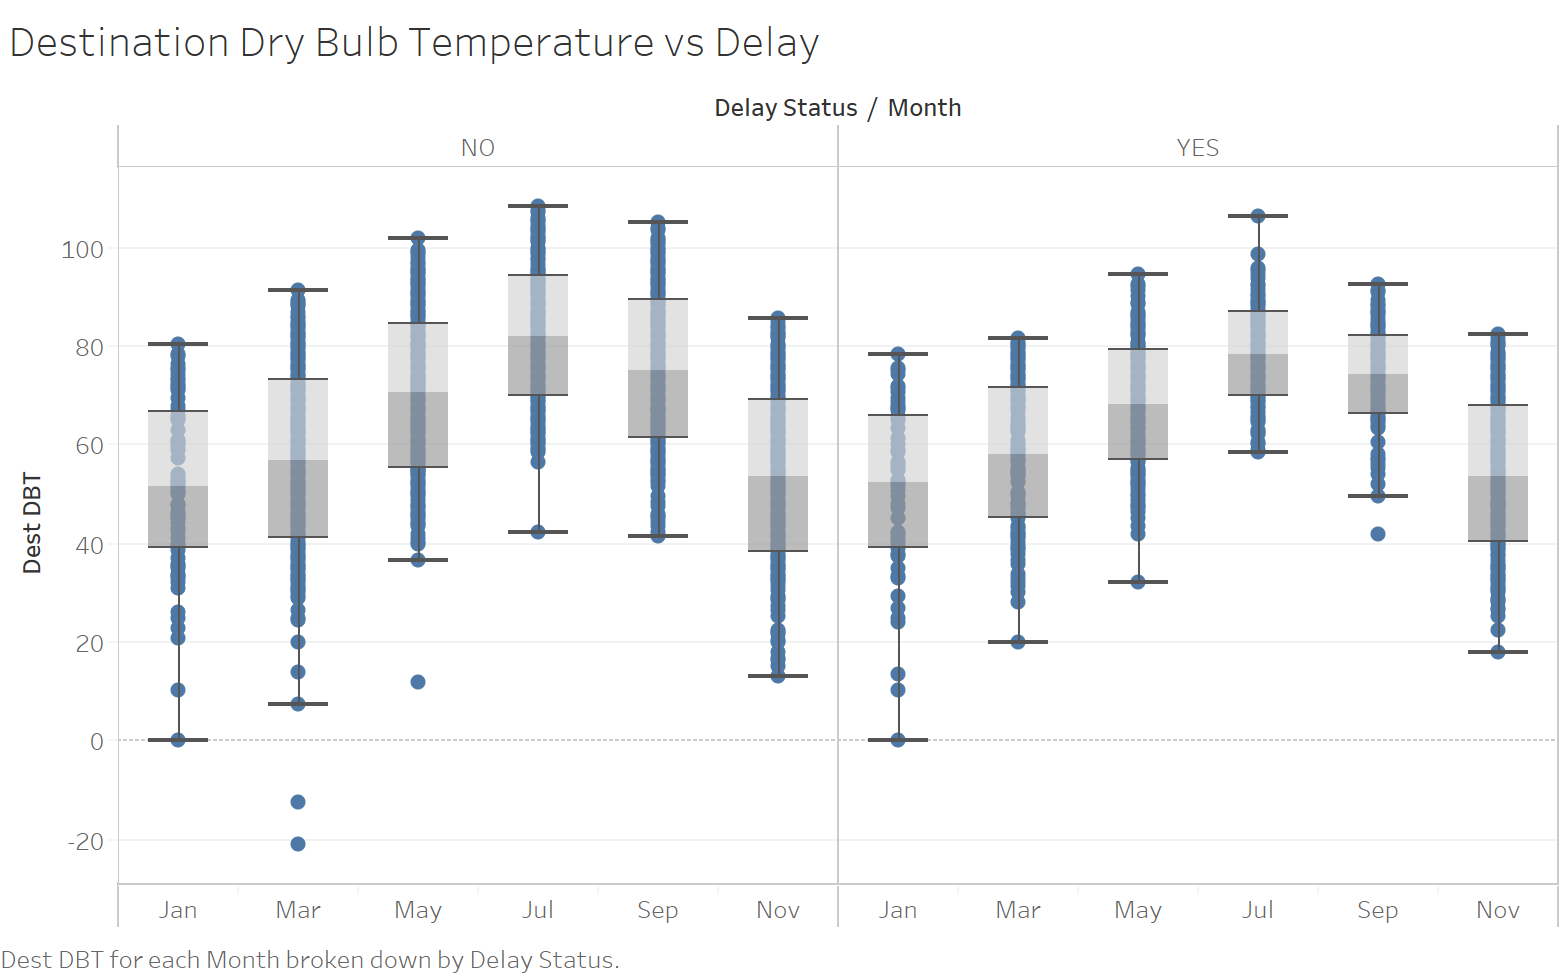 Destination Dry Bulb Temperature vs Delay
Delay Status / Month
NO YES
Dest DBT
100
80
60
40
20
0
-20
Jan Mar May Jul Sep Nov Jan Mar May Jul Sep Nov
Dest DBT for each Month broken down by Delay Status.